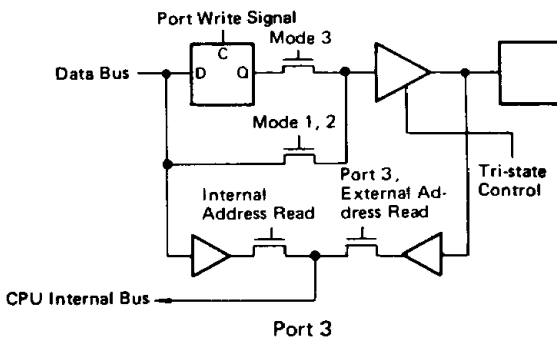 Port Write Signal
C
Mode 3
Data Bus
D
Q
Mode 1, 2
Tri-state
Control
Port 3,
External Ad-
dress Read
Internal
Address Read
CPU Internal Bus
Port 3